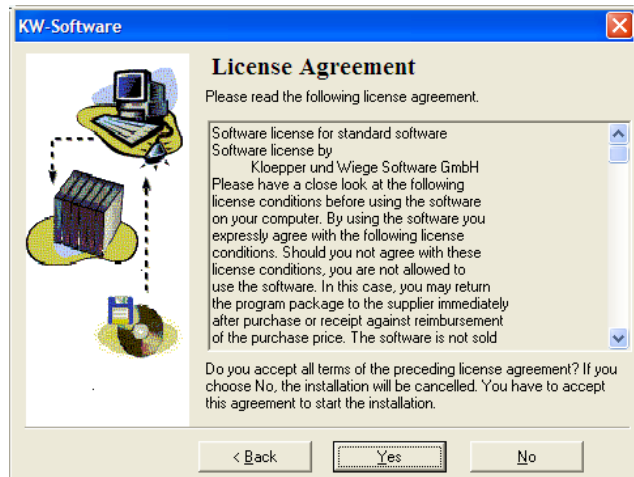 KW-Software
License Agreement
Please read the following license agreement.
Software license for standard software
Software license by
Kloepper und Wiege Software GmbH
Please have a close look at the following
license conditions before using the software
on your computer. By using the software you
expressly agree with the following license
conditions. Should you not agree with these
license conditions, you are not allowed to
use the software. In this case, you may return
the program package to the supplier immediately
after purchase or receipt against reimbursement
of the purchase price. The software is not sold
Do you accept all terms of the preceding license agreement? If you
choose No, the installation will be cancelled. You have to accept
this agreement to start the installation.
< Back
Yes
No